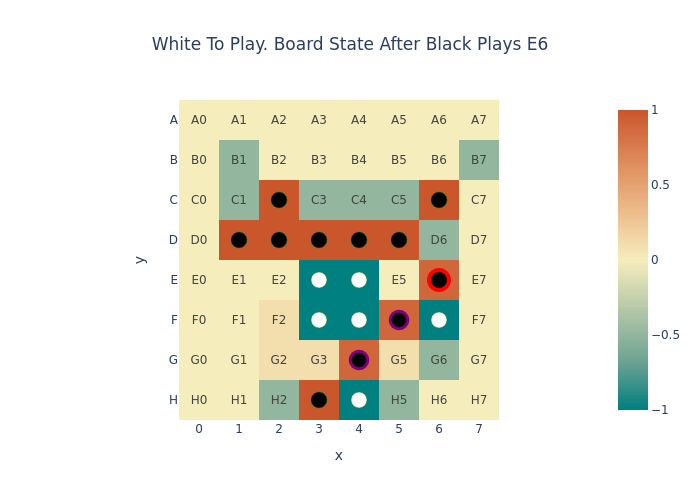 White To Play. Board State After Black Plays E6
A A0 A1 A2 A3 A4 A5 A6 A7
B B0 B1 B2 B3 B4 B5 B6 B7
C C0 C1 C3 C4 C5 C7
D D0 D6 D7
E E0 E1 E2 E5 E7
F F0 F1 F2 F7
G G0 G1 G2 G3 G5 G6 G7
H H0 H1 H2 H5 H6 H7
0 1 2 3 4 5 6 7
x
y
1
0.5
0
−0.5
−1